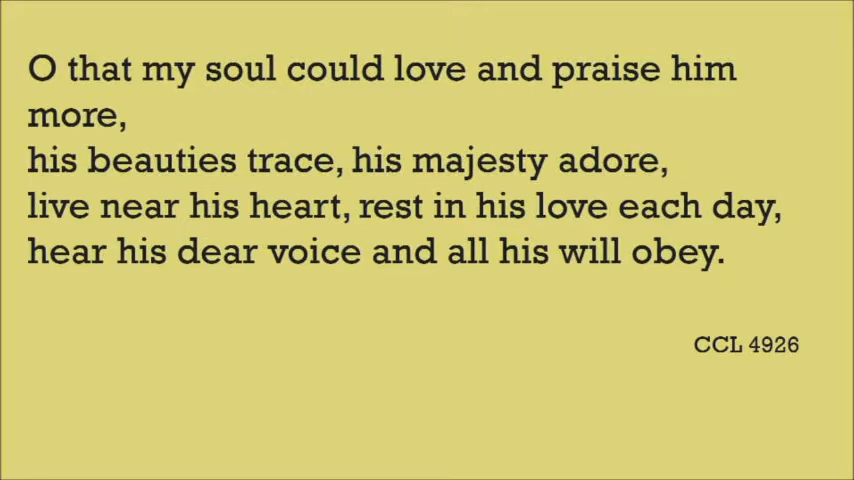 O that my soul could love and praise him
more,
his beauties trace, his majesty adore,
live near his heart, rest in his love each day,
hear his dear voice and all his will obey.
CCL 4926